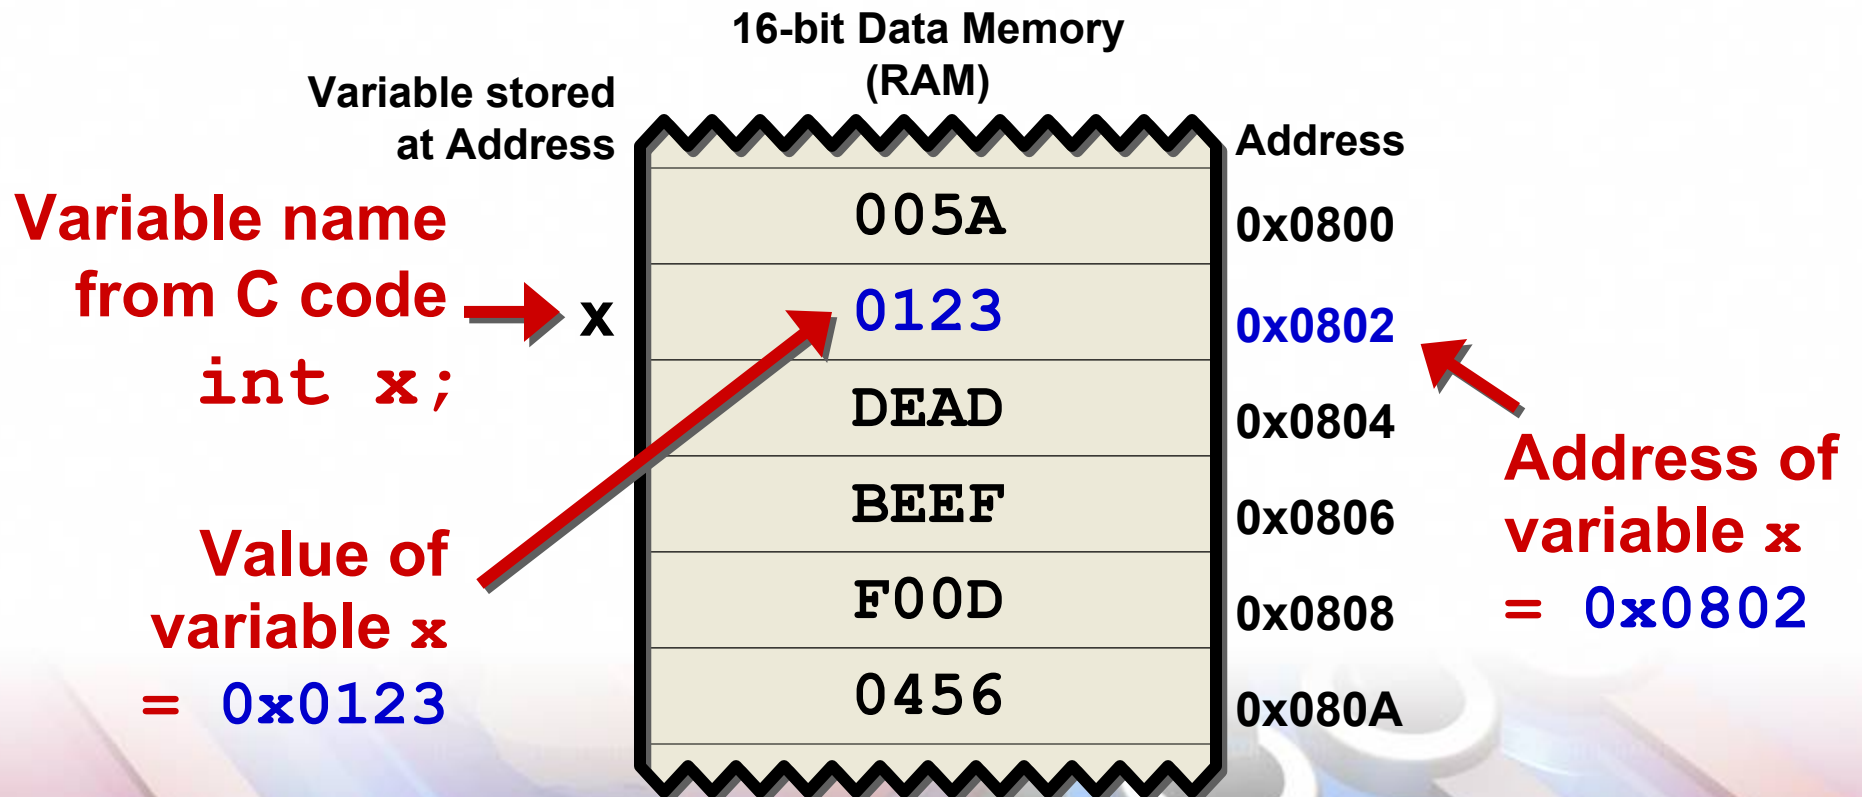 16-bit Data Memory
(RAM)
Variable stored
at Address
Address
Variable name
from C code
int x;
x
005A
0x0800
0123
0x0802
DEAD
0x0804
BEEF
0x0806
F00D
0x0808
0456
0x080A
Value of
variable x
= 0x0123
Address of
variable x
= 0x0802